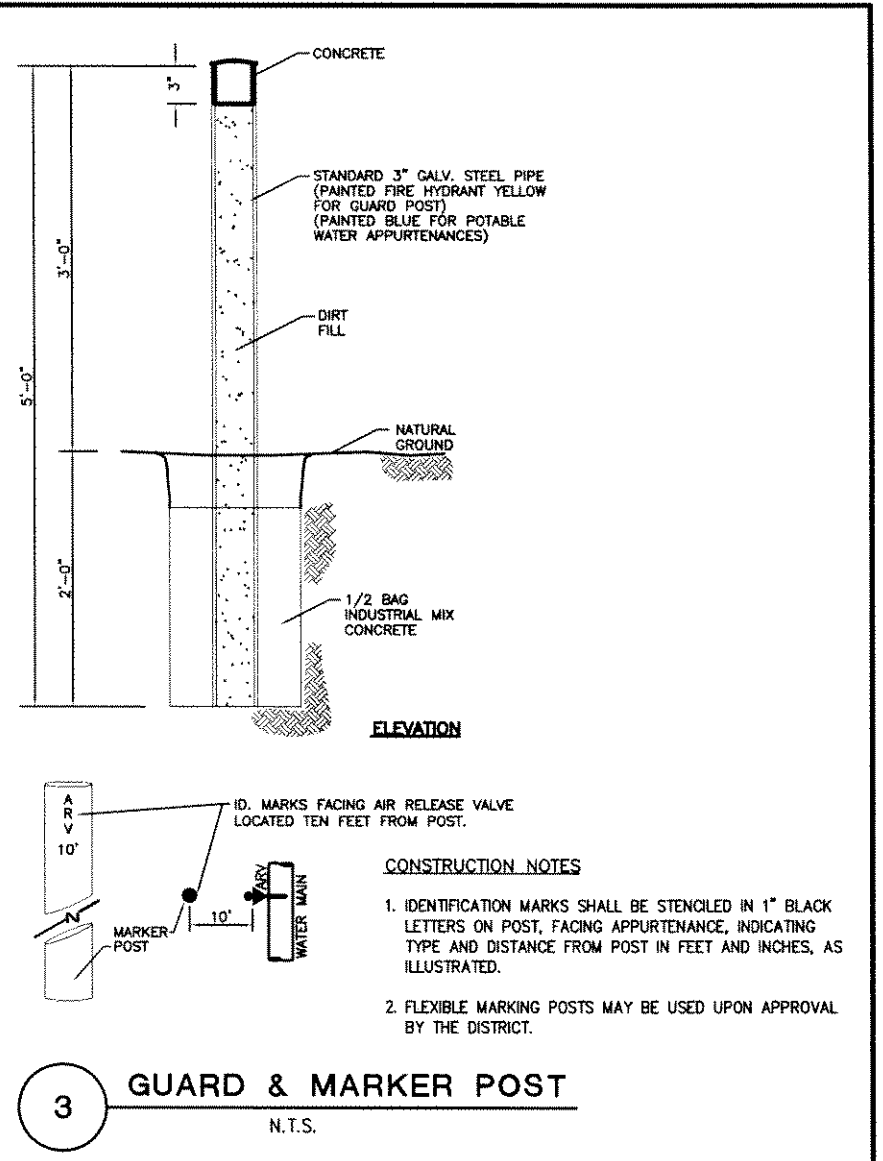 CONCRETE
3"
STANDARD 3" GALV. STEEL PIPE
(PAINTED FIRE HYDRANT YELLOW
FOR GUARD POST)
(PAINTED BLUE FOR POTABLE
WATER APPURTENANCES)
3'-0"
DIRT
FILL
5'-0"
NATURAL
GROUND
2'-0"
1/2 BAG
INDUSTRIAL MIX
CONCRETE
ELEVATION
A
R
V
10'
ID. MARKS FACING AIR RELEASE VALVE
LOCATED TEN FEET FROM POST.
ARV
WATER MAIN
10'
MARKER
POST
CONSTRUCTION NOTES
1. IDENTIFICATION MARKS SHALL BE STENCILED IN 1" BLACK
LETTERS ON POST, FACING APPURTENANCE, INDICATING
TYPE AND DISTANCE FROM POST IN FEET AND INCHES, AS
ILLUSTRATED.
2. FLEXIBLE MARKING POSTS MAY BE USED UPON APPROVAL
BY THE DISTRICT.
3
GUARD & MARKER POST
N.T.S.